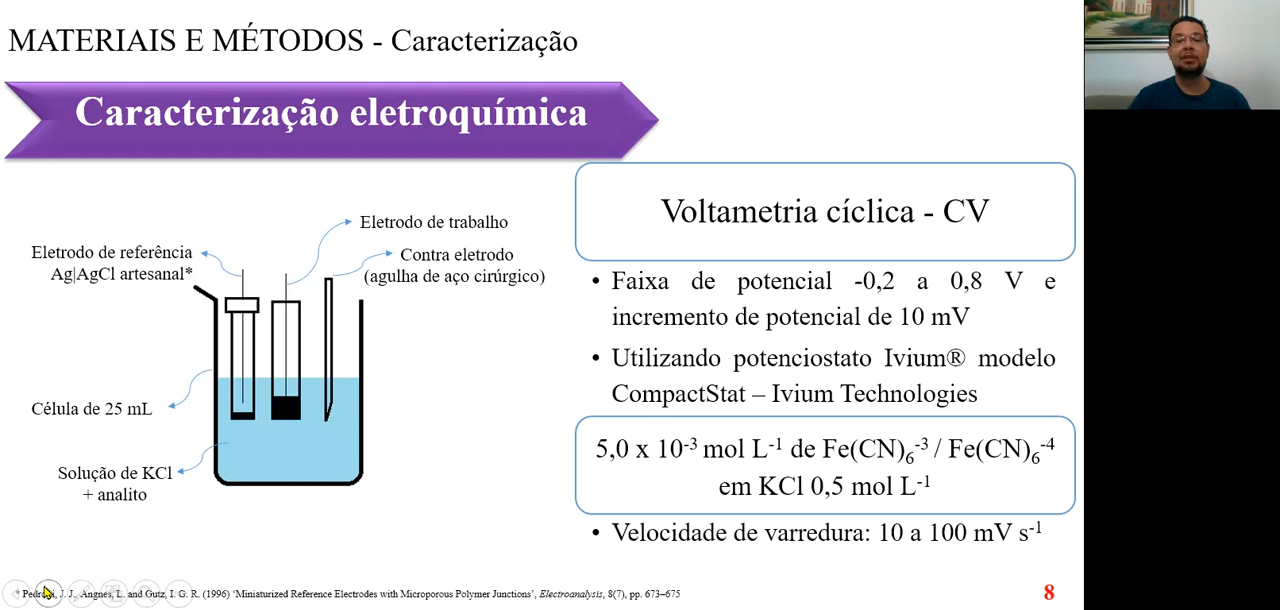 MATERIAIS E MÉTODOS - Caracterização
Caracterização eletroquímica
Eletrodo de trabalho
Eletrodo de referência
Ag|AgCl artesanal*
Contra eletrodo
(agulha de aço cirúrgico)
Célula de 25 mL
Solução de KCl
+ analito
Voltametria cíclica - CV
• Faixa de potencial -0,2 a 0,8 V e
incremento de potencial de 10 mV
• Utilizando potenciostato Ivium® modelo
CompactStat – Ivium Technologies
5,0 x 10⁻³ mol L⁻¹ de Fe(CN)₆⁻³ / Fe(CN)₆⁻⁴
em KCl 0,5 mol L⁻¹
• Velocidade de varredura: 10 a 100 mV s⁻¹
* J. J., Angnes, L. and Gutz, I. G. R. (1996) ‘Miniaturized Reference Electrodes with Microporous Polymer Junctions’, Electroanalysis, 8(7), pp. 673–675
8